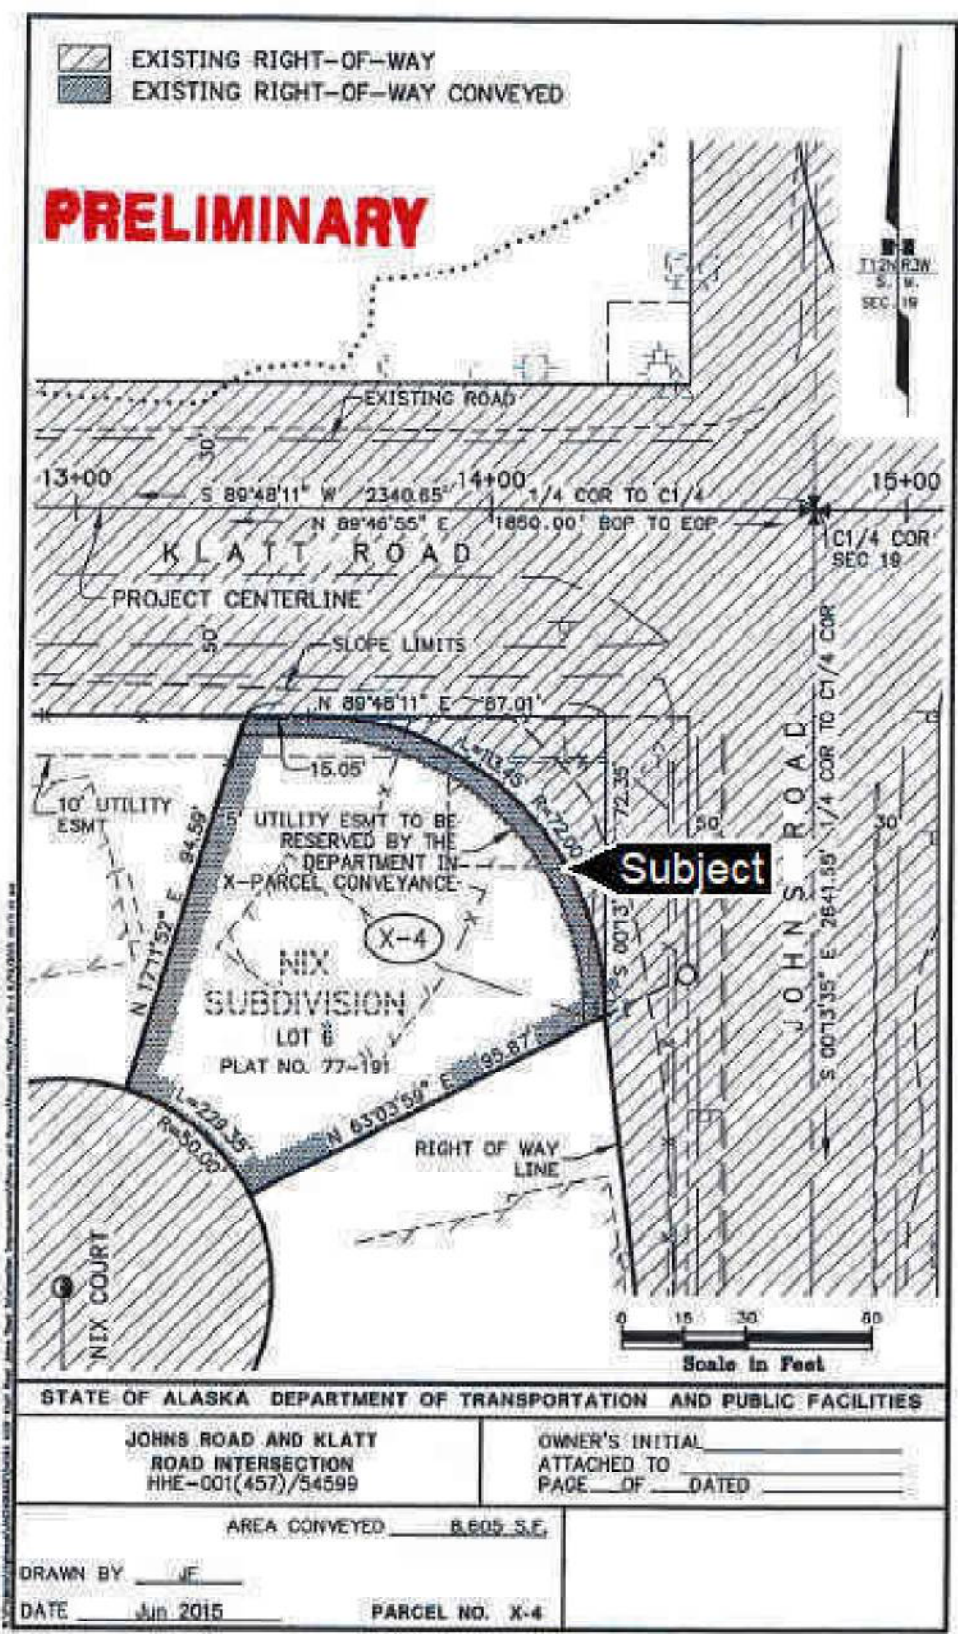 EXISTING RIGHT-OF-WAY
EXISTING RIGHT-OF-WAY CONVEYED
PRELIMINARY
T12N R3W
S. M.
SEC. 19
EXISTING ROAD
50'
13+00
14+00
15+00
S 89°48'11" W 2340.65' 1/4 COR TO C1/4
N 89°46'55" E 1850.00' BOP TO EOP
C1/4 COR
SEC 19
KLATT ROAD
PROJECT CENTERLINE
50'
SLOPE LIMITS
N 89°48'11" E 87.01'
15.05'
L=113.45' R=72.00'
72.35'
S 00°13'
10' UTILITY
ESMT
5' UTILITY ESMT TO BE
RESERVED BY THE
DEPARTMENT IN
X-PARCEL CONVEYANCE
Subject
50
30
N 17°11'52" E 94.59'
X-4
NIX
SUBDIVISION
LOT 6
PLAT NO. 77-191
JOHNS ROAD
S 00°13'35" E 2641.55' 1/4 COR TO C1/4 COR
L=229.35'
R=50.00'
N 63°03'59" E 95.87'
RIGHT OF WAY
LINE
NIX COURT
0 15 30 60
Scale in Feet
STATE OF ALASKA DEPARTMENT OF TRANSPORTATION AND PUBLIC FACILITIES
JOHNS ROAD AND KLATT
ROAD INTERSECTION
HHE-001(457)/54599
OWNER'S INITIAL
ATTACHED TO
PAGE OF DATED
AREA CONVEYED 8,605 S.F.
DRAWN BY JF
DATE Jun 2015
PARCEL NO. X-4